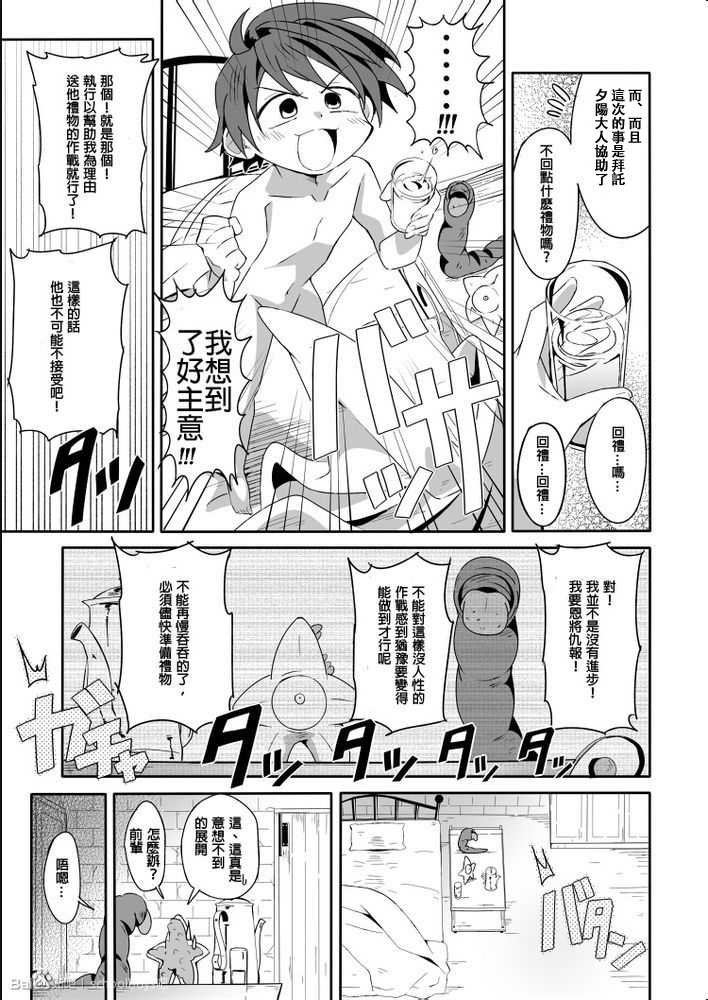 而、而且
這次的事是拜託
夕陽大人協助了
不回點什麽禮物嗎？
回禮…嗎…
回禮…回禮…
……!!!
我想到
了好主意
!!!
バサッ
那個！就是那個！
執行以幫助我為理由
送他禮物的作戰就行了！
這樣的話
他也不可能不接受吧！
ダッ
對！
我並不是沒有進步！
我要恩將仇報！
不能對這樣沒人性的
作戰感到猶豫要變得
能做到才行呢
不能再慢吞吞的了，
必須儘快準備禮物
タッ
タッ
タッ
タッ
ガチャ
バターン
這、這真是
意想不到
的展開
怎麼辦？
前輩
唔嗯…